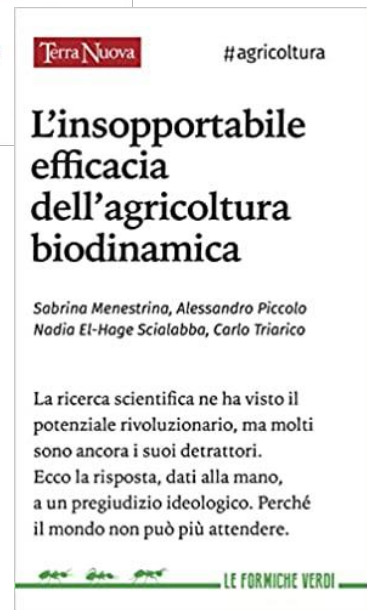 Terra Nuova
#agricoltura
L'insopportabile
efficacia
dell'agricoltura
biodinamica
Sabrina Menestrina, Alessandro Piccolo
Nadia El-Hage Scialabba, Carlo Triarico
La ricerca scientifica ne ha visto il
potenziale rivoluzionario, ma molti
sono ancora i suoi detrattori.
Ecco la risposta, dati alla mano,
a un pregiudizio ideologico. Perché
il mondo non può più attendere.
LE FORMICHE VERDI